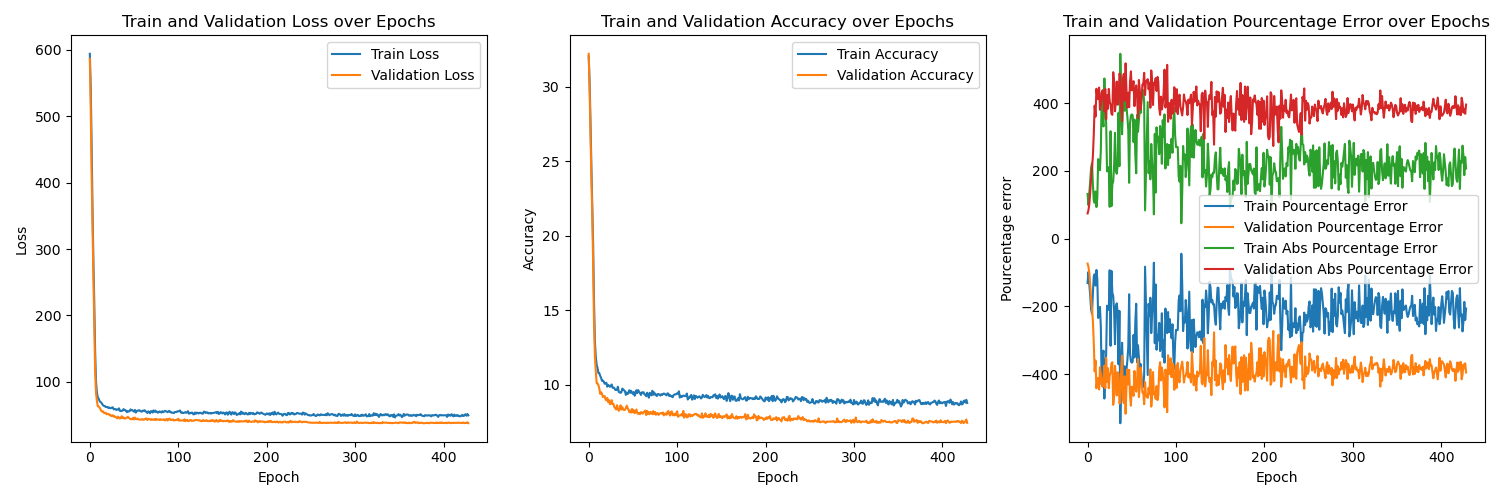 Train and Validation Loss over Epochs
Loss
600
500
400
300
200
100
0
100
200
300
400
Epoch
Train Loss
Validation Loss
Train and Validation Accuracy over Epochs
Accuracy
30
25
20
15
10
0
100
200
300
400
Epoch
Train Accuracy
Validation Accuracy
Train and Validation Pourcentage Error over Epochs
Pourcentage error
400
200
0
−200
−400
0
100
200
300
400
Epoch
Train Pourcentage Error
Validation Pourcentage Error
Train Abs Pourcentage Error
Validation Abs Pourcentage Error